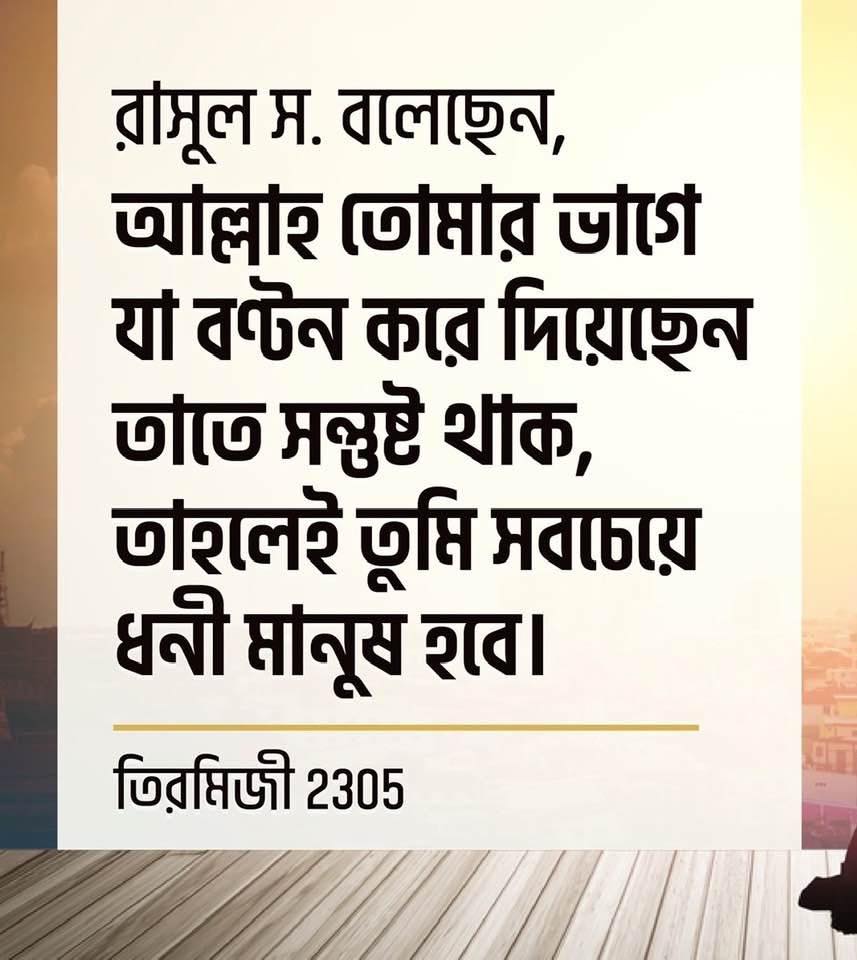 রাসূল স. বলেছেন,
আল্লাহ তোমার ভাগে
যা বণ্টন করে দিয়েছেন
তাতে সন্তুষ্ট থাক,
তাহলেই তুমি সবচেয়ে
ধনী মানুষ হবে।
তিরমিজী 2305